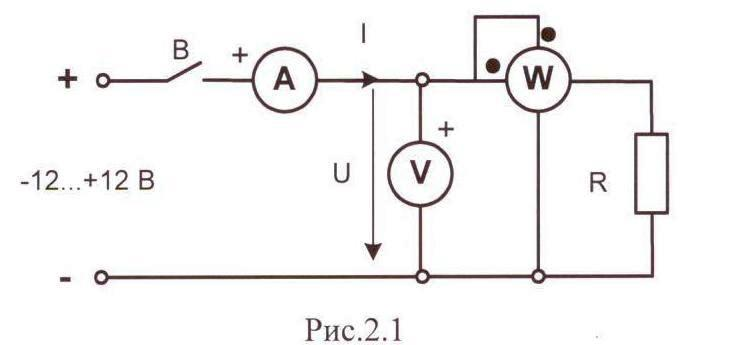 I
В
+
+
A
W
+
V
U
-12...+12 В
R
-
Рис.2.1